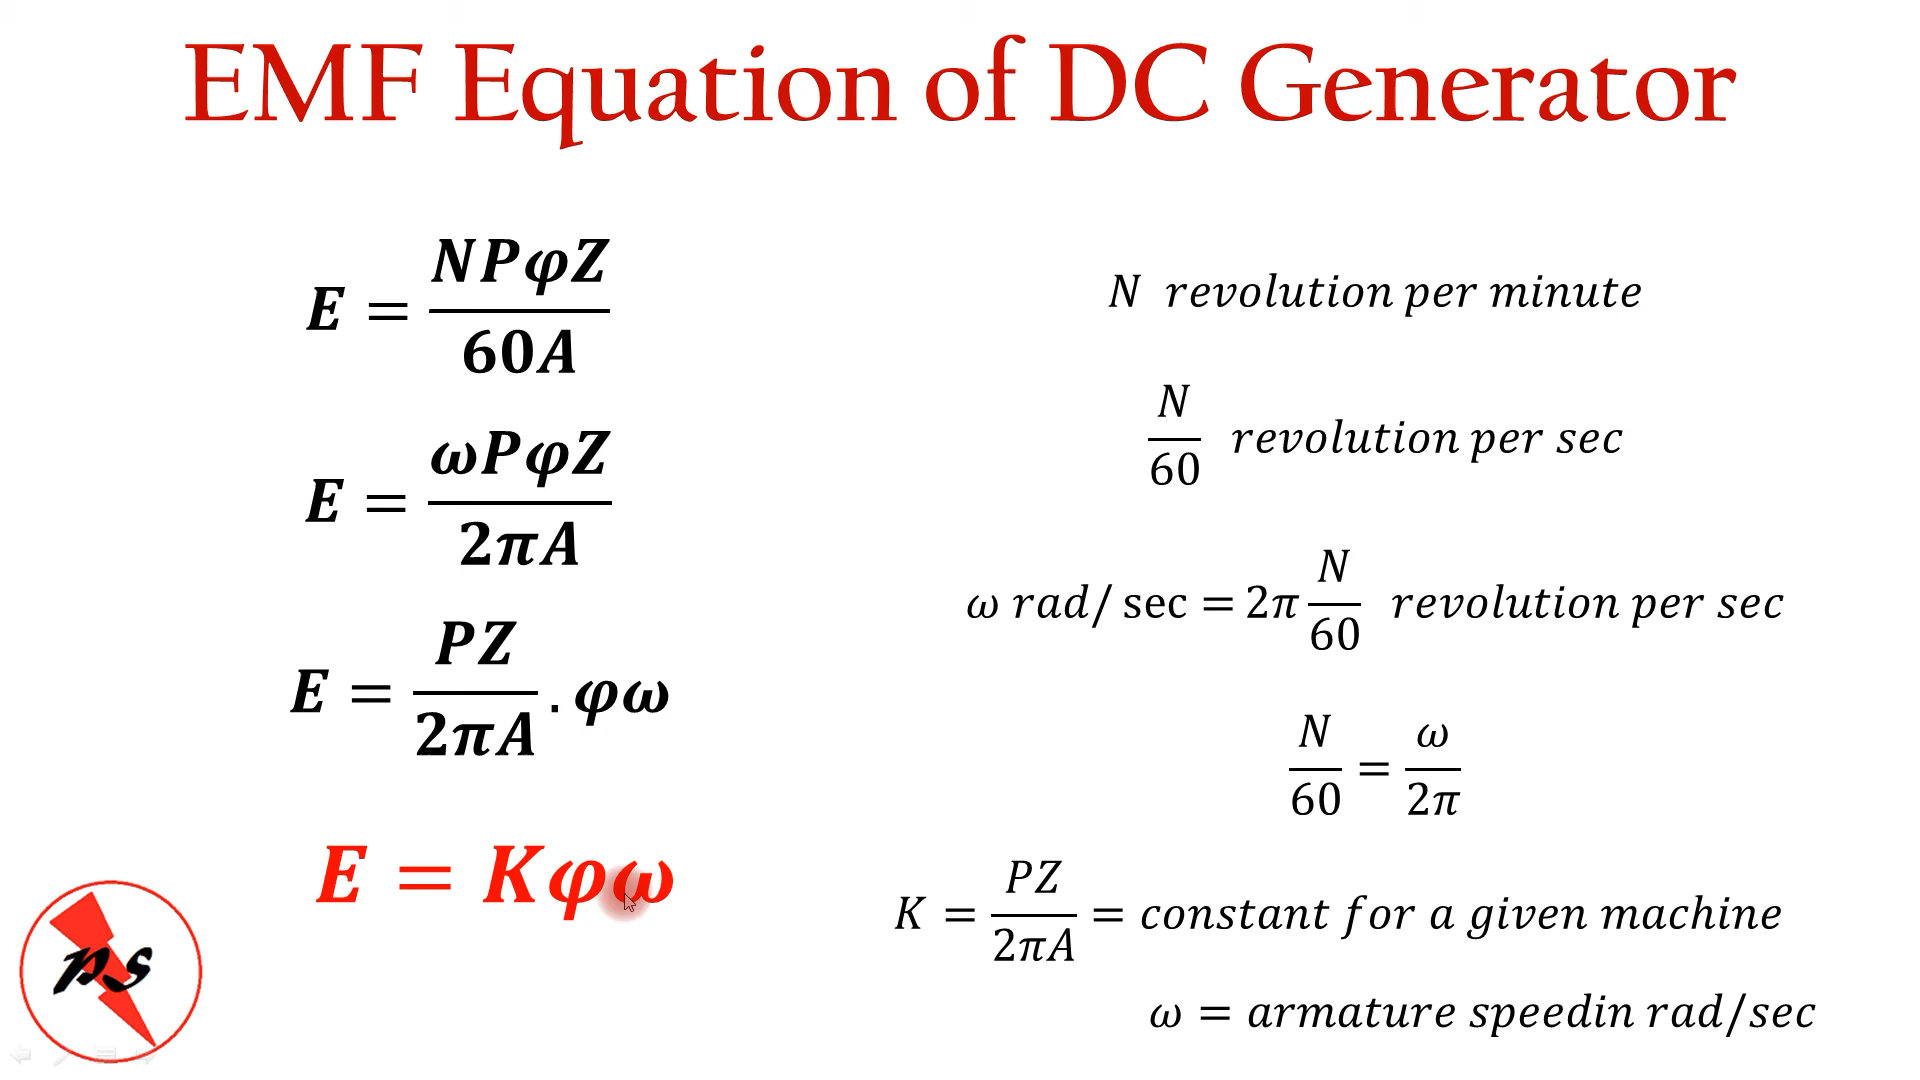 EMF Equation of DC Generator
E = NPφZ / 60A
E = ωPφZ / 2πA
E = PZ / 2πA . φω
E = Kφω
N revolution per minute
N/60 revolution per sec
ω rad/ sec = 2π N/60 revolution per sec
N/60 = ω/2π
K = PZ / 2πA = constant for a given machine
ω = armature speedin rad/sec
ps